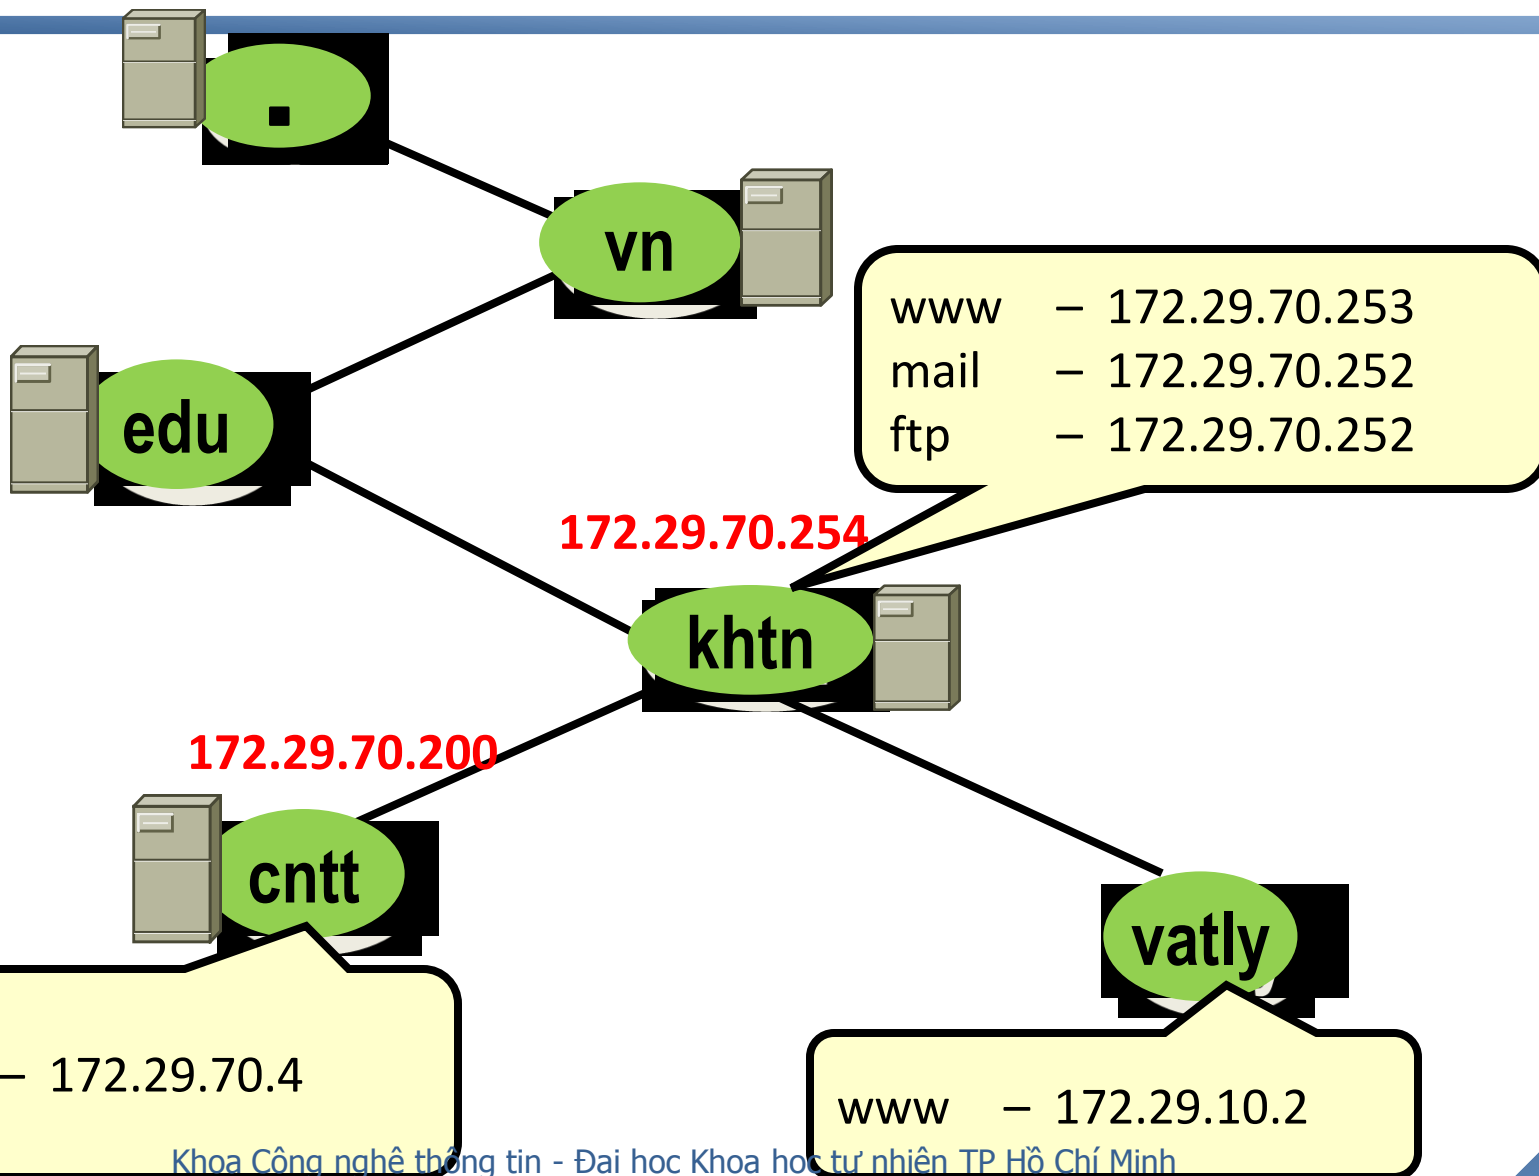 .
vn
www – 172.29.70.253
mail – 172.29.70.252
ftp – 172.29.70.252
edu
172.29.70.254
khtn
172.29.70.200
cntt
vatly
– 172.29.70.4
www – 172.29.10.2
Khoa Công nghệ thông tin - Đại học Khoa học tự nhiên TP Hồ Chí Minh